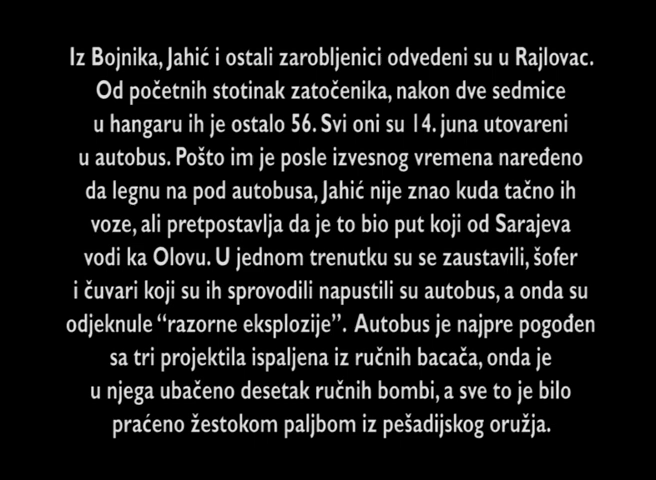 Iz Bojnika, Jahić i ostali zarobljenici odvedeni su u Rajlovac.
Od početnih stotinak zatočenika, nakon dve sedmice
u hangaru ih je ostalo 56. Svi oni su 14. juna utovareni
u autobus. Pošto im je posle izvesnog vremena naređeno
da legnu na pod autobusa, Jahić nije znao kuda tačno ih
voze, ali pretpostavlja da je to bio put koji od Sarajeva
vodi ka Olovu. U jednom trenutku su se zaustavili, šofer
i čuvari koji su ih sprovodili napustili su autobus, a onda su
odjeknule “razorne eksplozije”. Autobus je najpre pogođen
sa tri projektila ispaljena iz ručnih bacača, onda je
u njega ubačeno desetak ručnih bombi, a sve to je bilo
praćeno žestokom paljbom iz pešadijskog oružja.